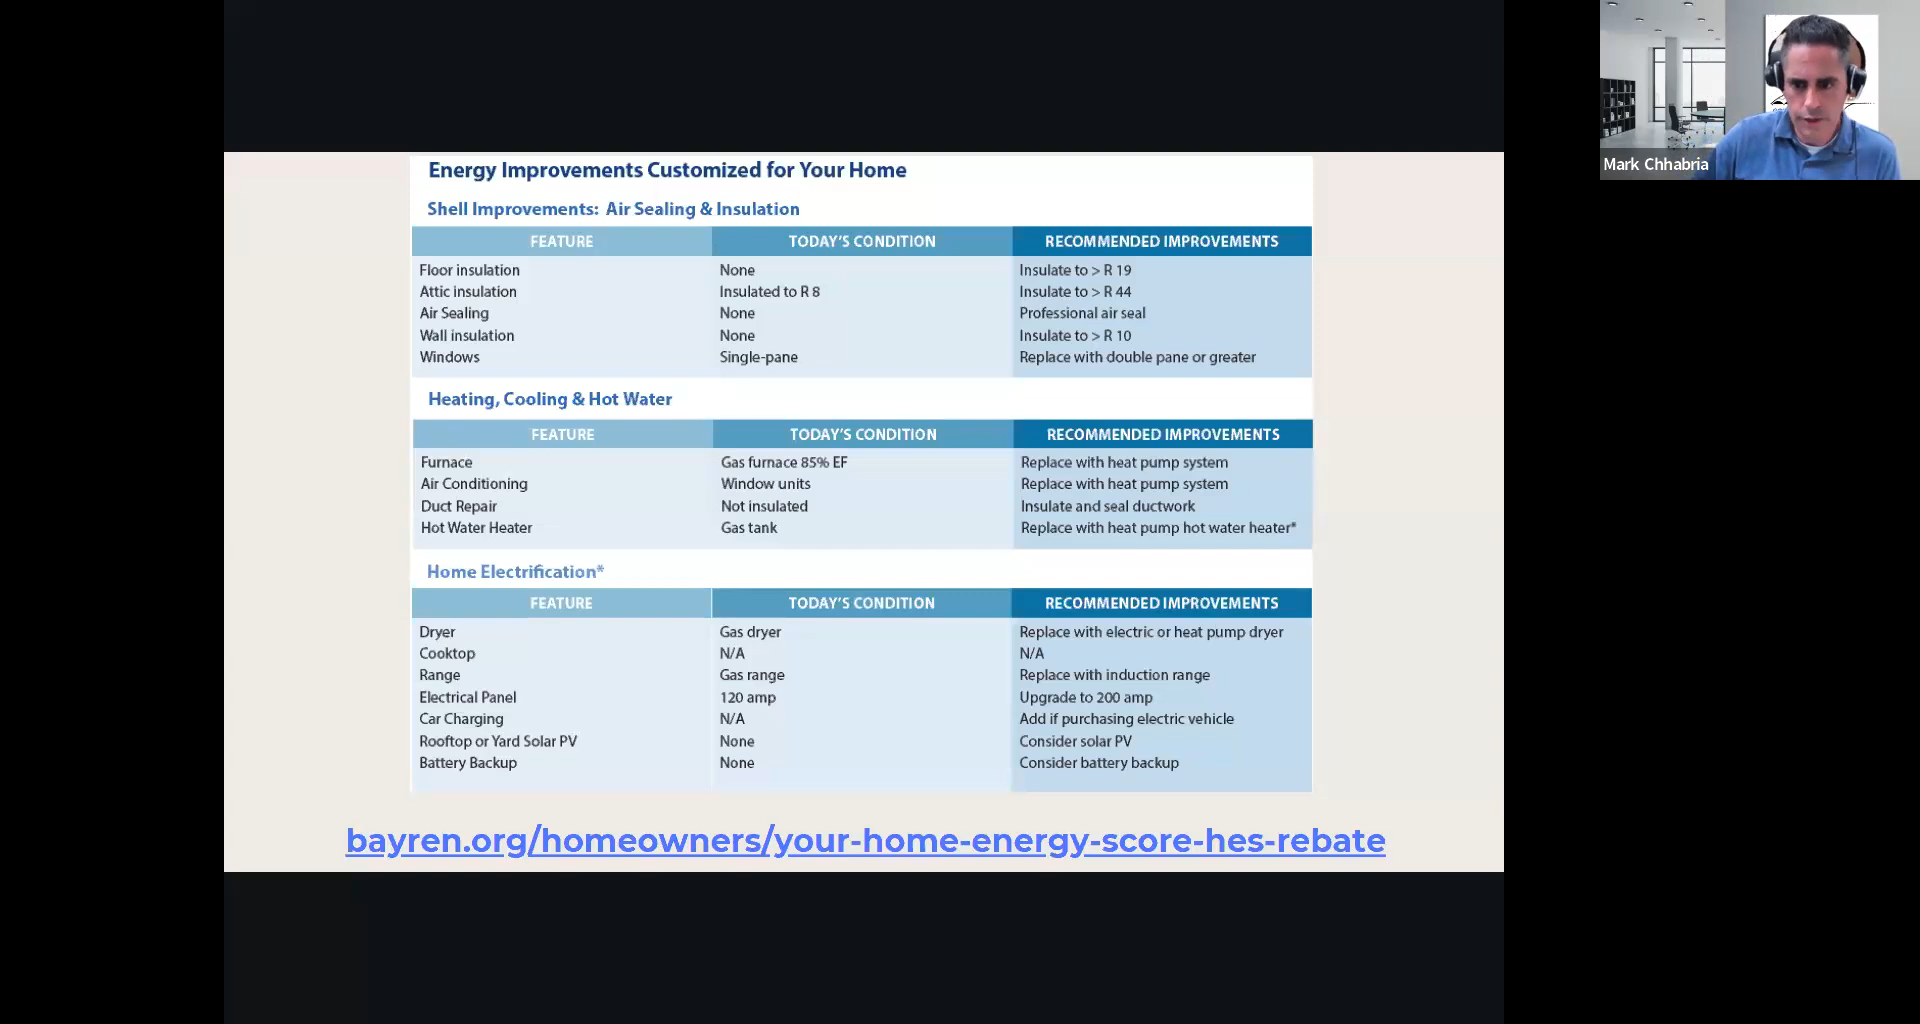 Energy Improvements Customized for Your Home
Shell Improvements: Air Sealing & Insulation
FEATURE TODAY'S CONDITION RECOMMENDED IMPROVEMENTS
Floor insulation None Insulate to > R 19
Attic insulation Insulated to R 8 Insulate to > R 44
Air Sealing None Professional air seal
Wall insulation None Insulate to > R 10
Windows Single-pane Replace with double pane or greater
Heating, Cooling & Hot Water
FEATURE TODAY'S CONDITION RECOMMENDED IMPROVEMENTS
Furnace Gas furnace 85% EF Replace with heat pump system
Air Conditioning Window units Replace with heat pump system
Duct Repair Not insulated Insulate and seal ductwork
Hot Water Heater Gas tank Replace with heat pump hot water heater*
Home Electrification*
FEATURE TODAY'S CONDITION RECOMMENDED IMPROVEMENTS
Dryer Gas dryer Replace with electric or heat pump dryer
Cooktop N/A N/A
Range Gas range Replace with induction range
Electrical Panel 120 amp Upgrade to 200 amp
Car Charging N/A Add if purchasing electric vehicle
Rooftop or Yard Solar PV None Consider solar PV
Battery Backup None Consider battery backup
bayren.org/homeowners/your-home-energy-score-hes-rebate
Mark Chhabria